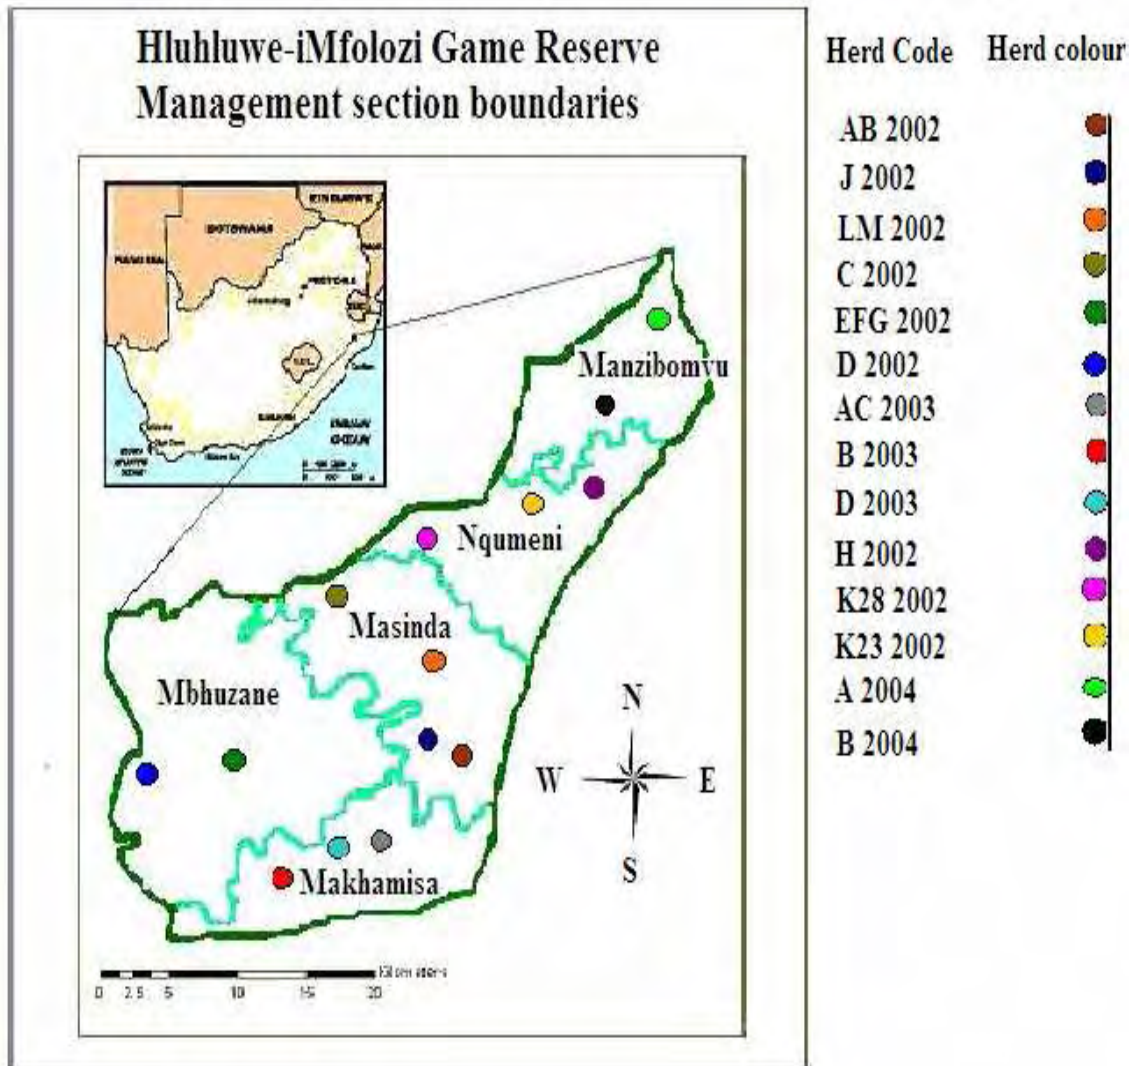 Hluhluwe-iMfolozi Game Reserve
Management section boundaries
Herd Code Herd colour
AB 2002
J 2002
LM 2002
C 2002
EFG 2002
D 2002
AC 2003
B 2003
D 2003
H 2002
K28 2002
K23 2002
A 2004
B 2004
BOTSWANA
Manzibomvu
Nqumeni
Masinda
Mbhuzane
Makhamisa
N
W E
S
Kilometers
0 2.5 5 10 15 20